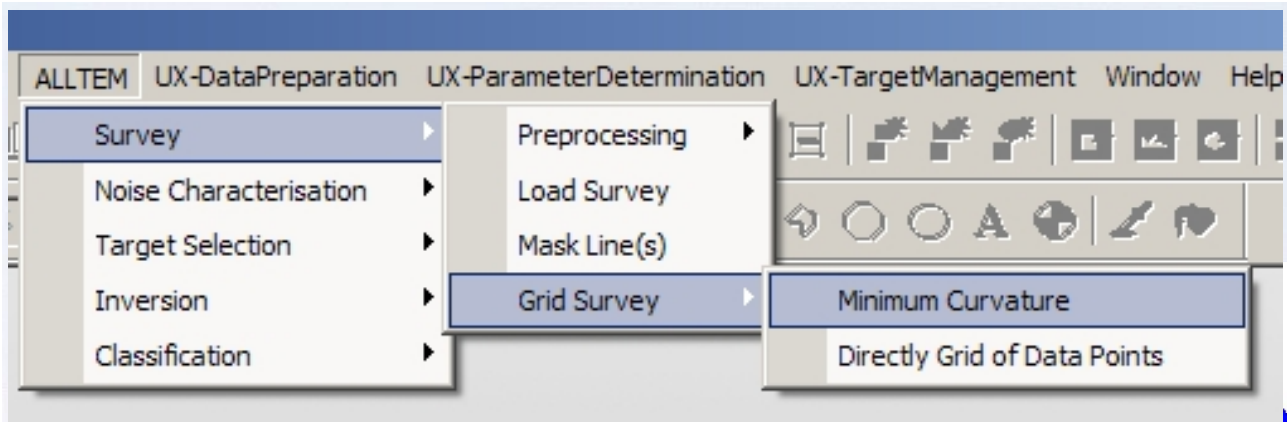 ALLTEM UX-DataPreparation UX-ParameterDetermination UX-TargetManagement Window Help
Survey
Noise Characterisation
Target Selection
Inversion
Classification
Preprocessing
Load Survey
Mask Line(s)
Grid Survey
Minimum Curvature
Directly Grid of Data Points
A